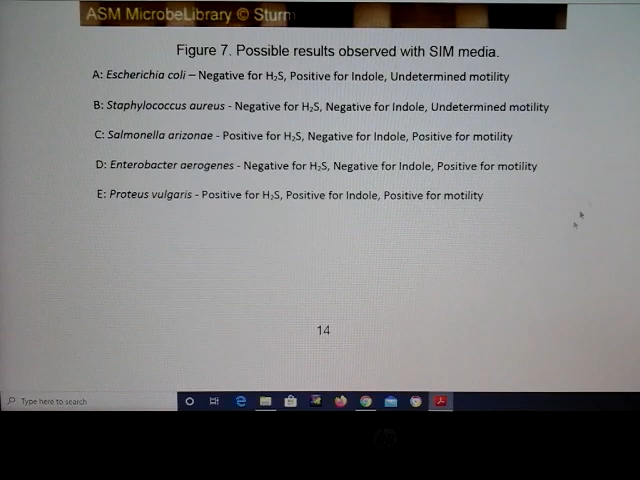 ASM MicrobeLibrary © Sturm
Figure 7. Possible results observed with SIM media.
A: Escherichia coli – Negative for H₂S, Positive for Indole, Undetermined motility
B: Staphylococcus aureus - Negative for H₂S, Negative for Indole, Undetermined motility
C: Salmonella arizonae - Positive for H₂S, Negative for Indole, Positive for motility
D: Enterobacter aerogenes - Negative for H₂S, Negative for Indole, Positive for motility
E: Proteus vulgaris - Positive for H₂S, Positive for Indole, Positive for motility
14
Type here to search